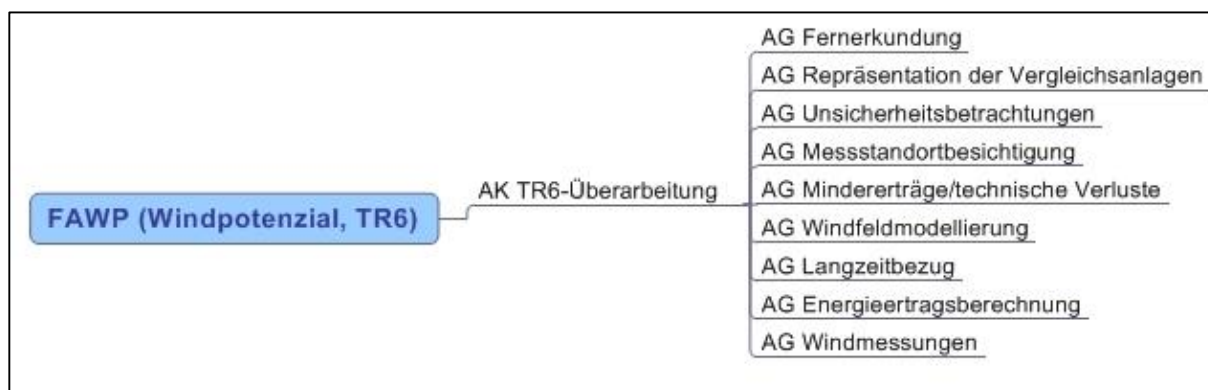 FAWP (Windpotenzial, TR6)
AK TR6-Überarbeitung
AG Fernerkundung
AG Repräsentation der Vergleichsanlagen
AG Unsicherheitsbetrachtungen
AG Messstandortbesichtigung
AG Mindererträge/technische Verluste
AG Windfeldmodellierung
AG Langzeitbezug
AG Energieertragsberechnung
AG Windmessungen